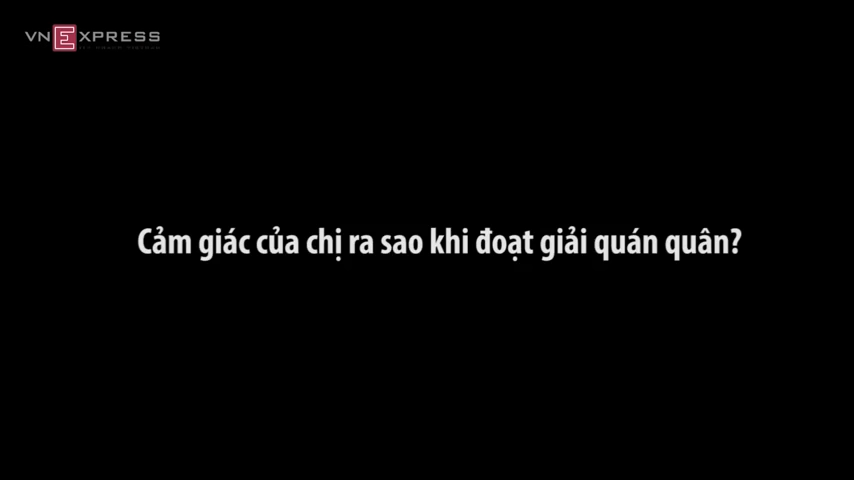 VNEXPRESS
Cảm giác của chị ra sao khi đoạt giải quán quân?